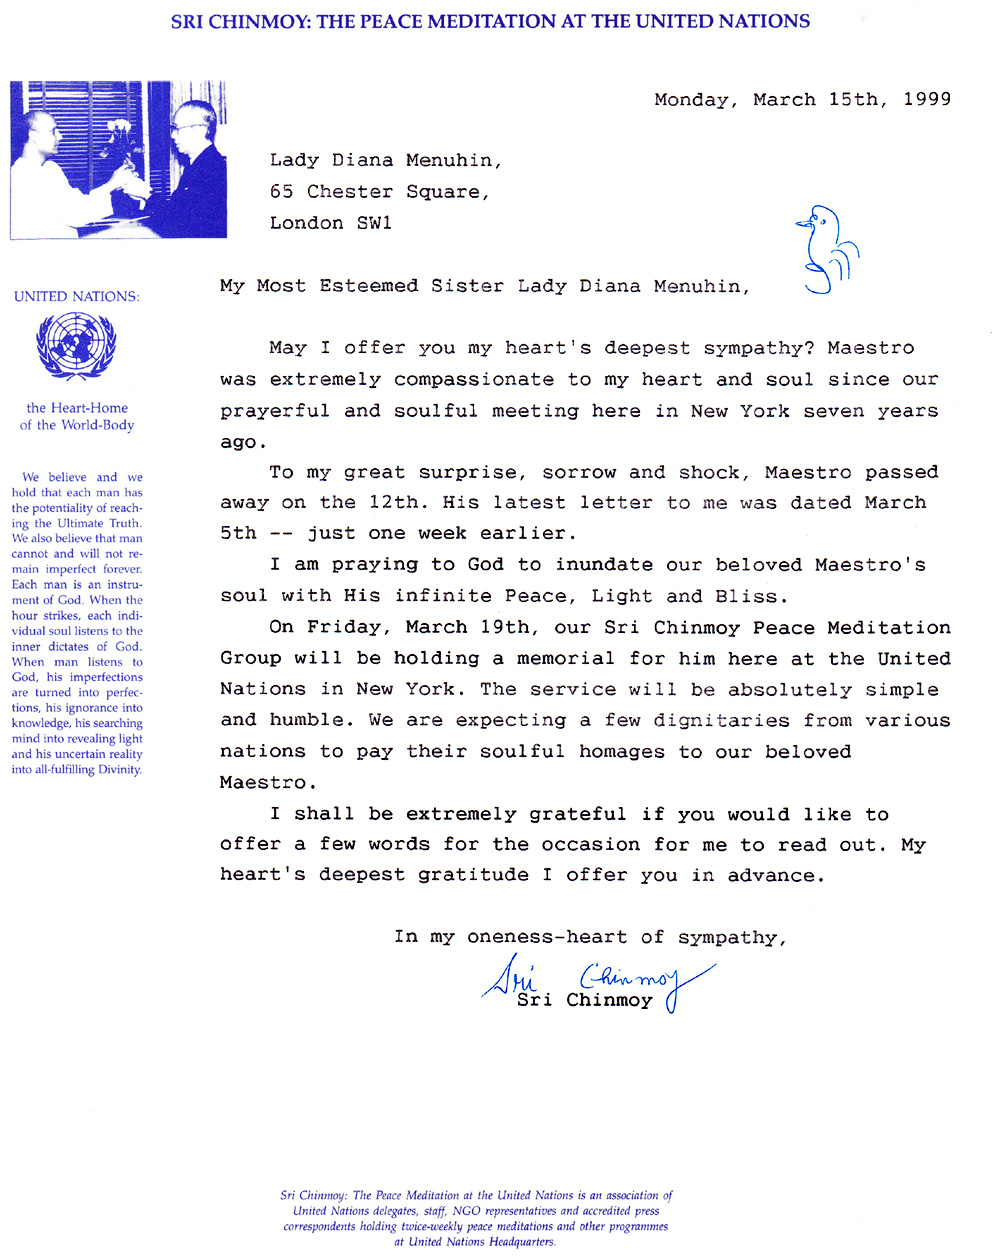 SRI CHINMOY: THE PEACE MEDITATION AT THE UNITED NATIONS
Monday, March 15th, 1999
Lady Diana Menuhin,
65 Chester Square,
London SW1
My Most Esteemed Sister Lady Diana Menuhin,
May I offer you my heart's deepest sympathy? Maestro
was extremely compassionate to my heart and soul since our
prayerful and soulful meeting here in New York seven years
ago.
To my great surprise, sorrow and shock, Maestro passed
away on the 12th. His latest letter to me was dated March
5th -- just one week earlier.
I am praying to God to inundate our beloved Maestro's
soul with His infinite Peace, Light and Bliss.
On Friday, March 19th, our Sri Chinmoy Peace Meditation
Group will be holding a memorial for him here at the United
Nations in New York. The service will be absolutely simple
and humble. We are expecting a few dignitaries from various
nations to pay their soulful homages to our beloved
Maestro.
I shall be extremely grateful if you would like to
offer a few words for the occasion for me to read out. My
heart's deepest gratitude I offer you in advance.
In my oneness-heart of sympathy,
Sri Chinmoy
Sri Chinmoy
UNITED NATIONS:
the Heart-Home
of the World-Body
We believe and we
hold that each man has
the potentiality of reach-
ing the Ultimate Truth.
We also believe that man
cannot and will not re-
main imperfect forever.
Each man is an instru-
ment of God. When the
hour strikes, each indi-
vidual soul listens to the
inner dictates of God.
When man listens to
God, his imperfections
are turned into perfec-
tions, his ignorance into
knowledge, his searching
mind into revealing light
and his uncertain reality
into all-fulfilling Divinity.
Sri Chinmoy: The Peace Meditation at the United Nations is an association of
United Nations delegates, staff, NGO representatives and accredited press
correspondents holding twice-weekly peace meditations and other programmes
at United Nations Headquarters.